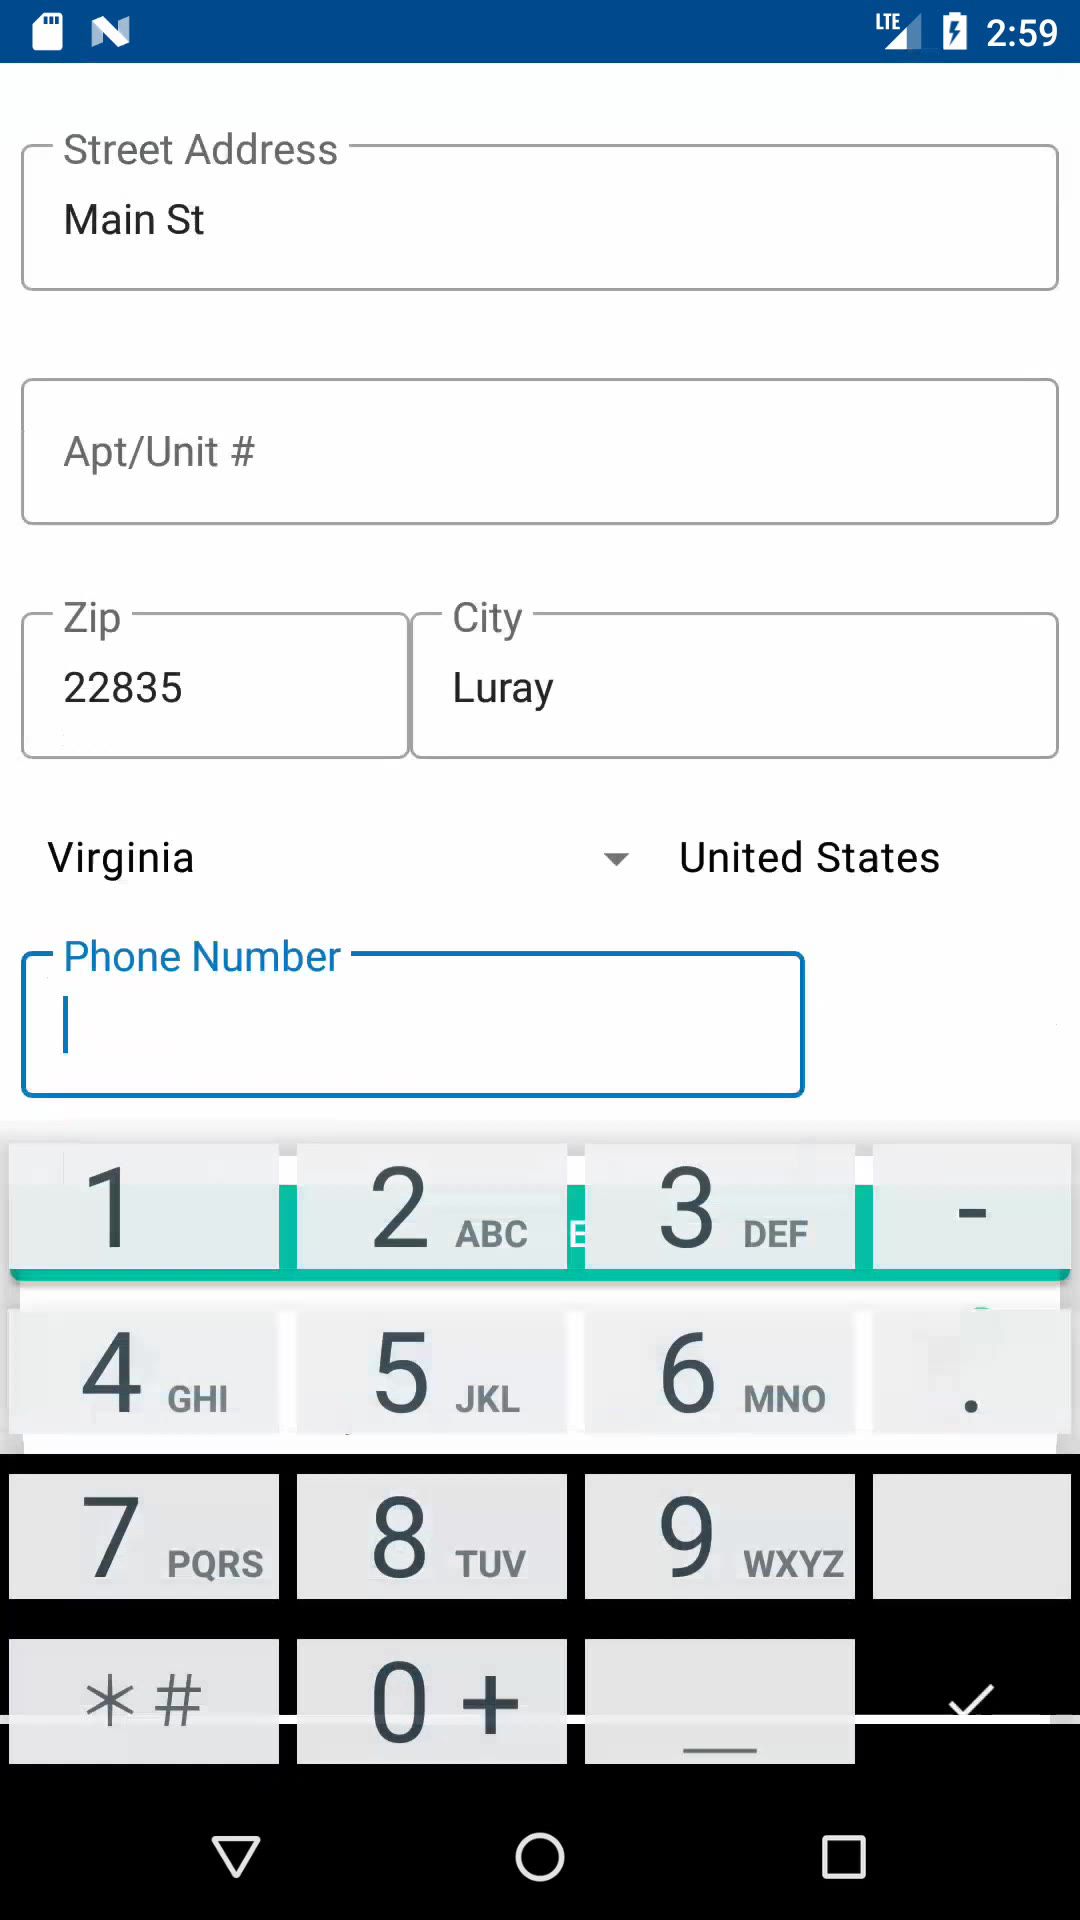 LTE 2:59
Street Address
Main St
Apt/Unit #
Zip City
22835 Luray
Virginia United States
Phone Number
1 2 ABC E 3 DEF -
4 GHI 5 JKL 6 MNO .
7 PQRS 8 TUV 9 WXYZ
*# 0 + _